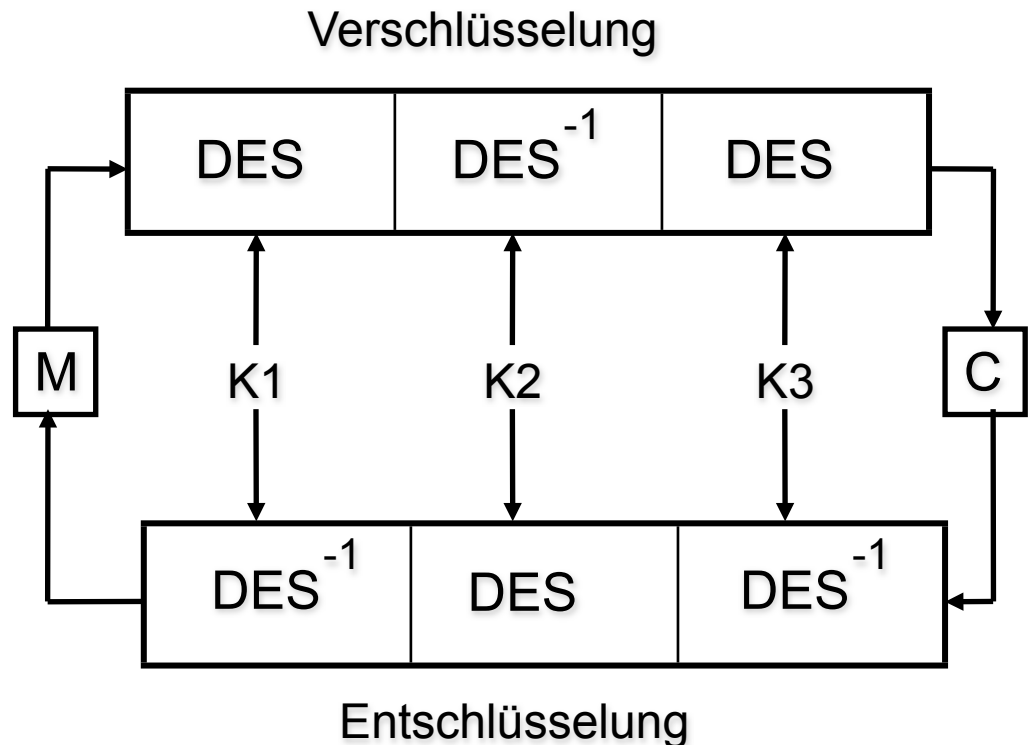 Verschlüsselung
DES DES-1 DES
M K1 K2 K3 C
DES-1 DES DES-1
Entschlüsselung